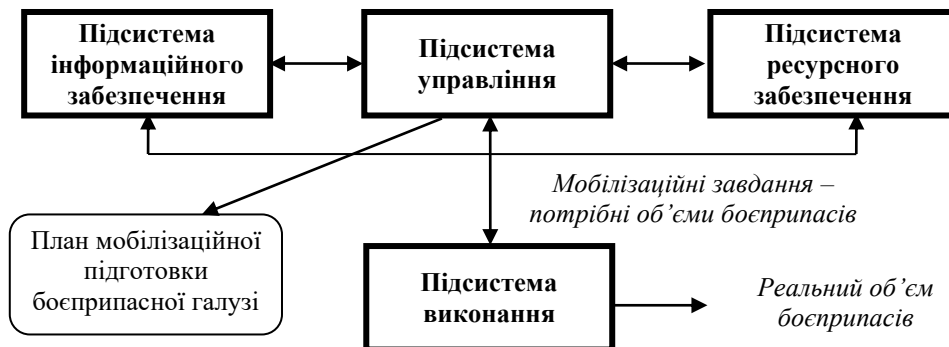 Підсистема
інформаційного
забезпечення
Підсистема
управління
Підсистема
ресурсного
забезпечення
Мобілізаційні завдання –
потрібні об’єми боєприпасів
План мобілізаційної
підготовки
боєприпасної галузі
Підсистема
виконання
Реальний об’єм
боєприпасів